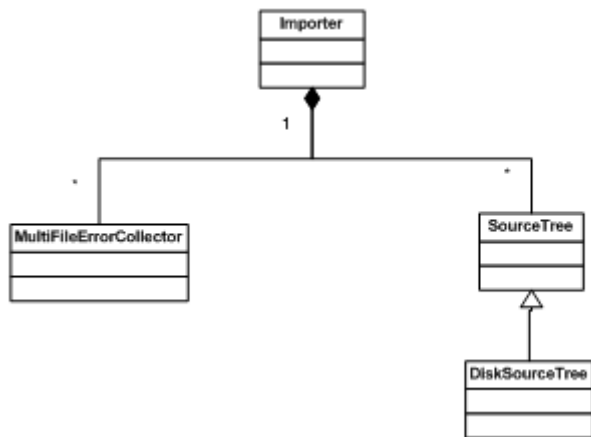 Importer
1
*
*
MultiFileErrorCollector
SourceTree
DiskSourceTree